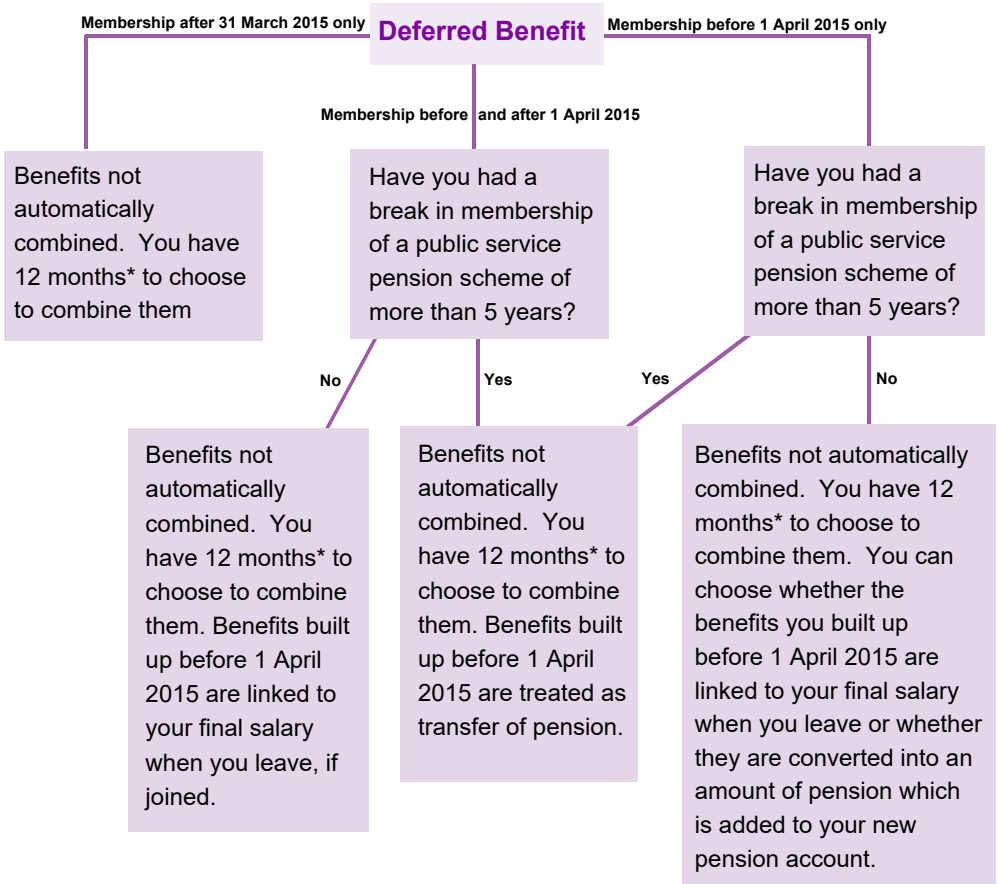 Membership after 31 March 2015 only
Deferred Benefit
Membership before 1 April 2015 only
Membership before and after 1 April 2015
Benefits not
automatically
combined.  You have
12 months* to choose
to combine them
Have you had a
break in membership
of a public service
pension scheme of
more than 5 years?
Have you had a
break in membership
of a public service
pension scheme of
more than 5 years?
No
Yes
Yes
No
Benefits not
automatically
combined.  You
have 12 months* to
choose to combine
them. Benefits built
up before 1 April
2015 are linked to
your final salary
when you leave, if
joined.
Benefits not
automatically
combined.  You
have 12 months* to
choose to combine
them. Benefits built
up before 1 April
2015 are treated as
transfer of pension.
Benefits not automatically
combined.  You have 12
months* to choose to
combine them.  You can
choose whether the
benefits you built up
before 1 April 2015 are
linked to your final salary
when you leave or whether
they are converted into an
amount of pension which
is added to your new
pension account.